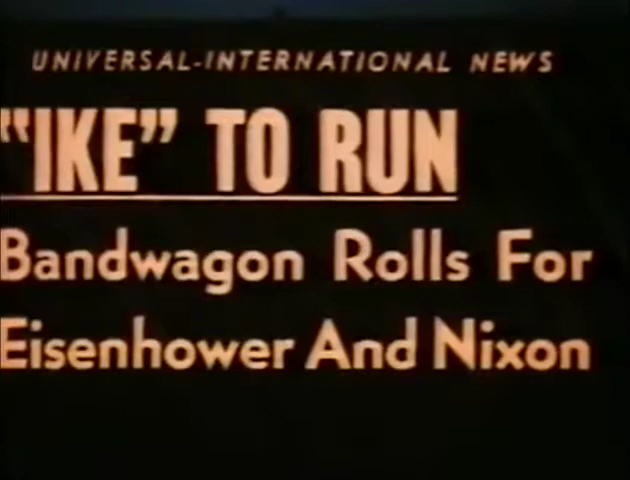 UNIVERSAL-INTERNATIONAL NEWS
"IKE" TO RUN
Bandwagon Rolls For
Eisenhower And Nixon